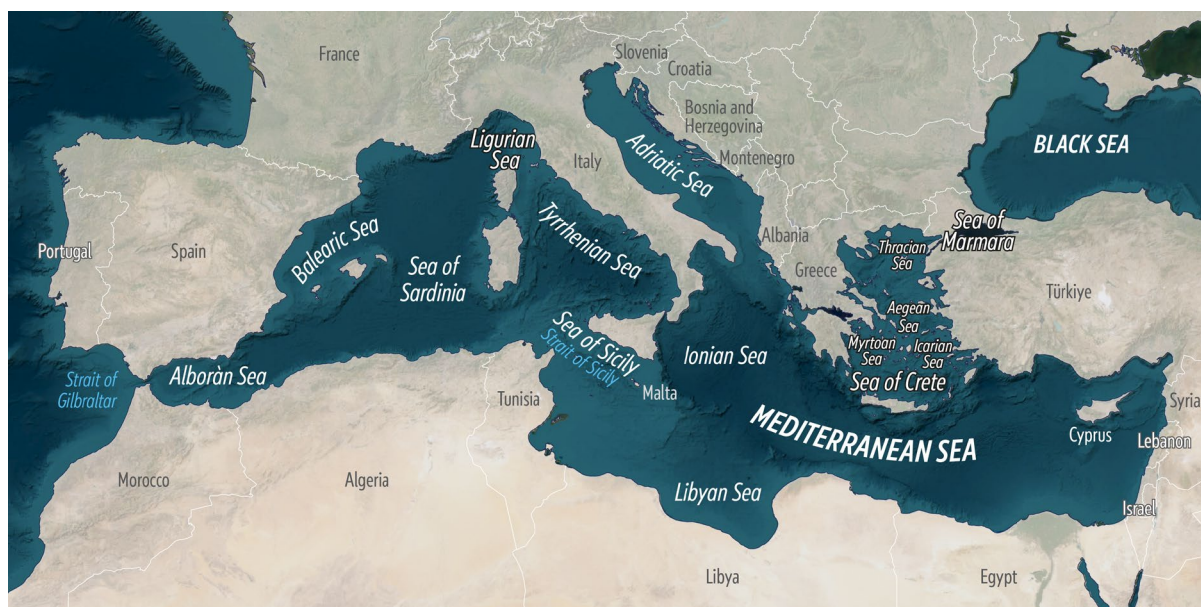 Slovenia
France
Croatia
Bosnia and
Herzegovina
BLACK SEA
Ligurian
Sea
Italy
Adriatic Sea
Montenegro
Tyrrhenian Sea
Balearic Sea
Portugal
Spain
Albania
Sea of
Marmara
Thracian
Sea
Greece
Sea of
Sardinia
Türkiye
Aegean
Sea
Sea of Sicily
Strait of Sicily
Myrtoan
Sea
Icarian
Sea
Ionian Sea
Strait of
Gilbraltar
Alboràn Sea
Sea of Crete
Tunisia
Malta
Syria
MEDITERRANEAN SEA
Cyprus
Lebanon
Morocco
Algeria
Libyan Sea
Israel
Libya
Egypt